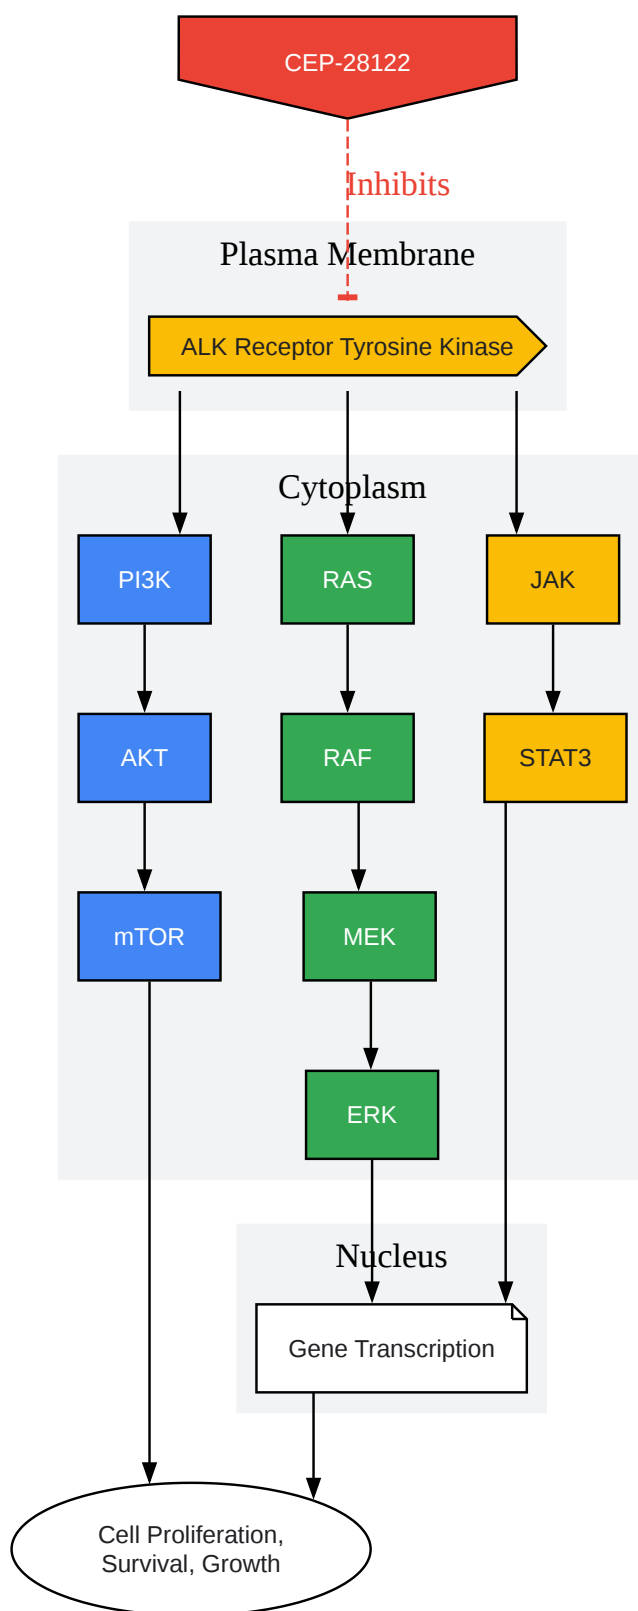 CEP-28122
Inhibits
Plasma Membrane
ALK Receptor Tyrosine Kinase
Cytoplasm
PI3K
RAS
JAK
AKT
RAF
STAT3
mTOR
MEK
ERK
Nucleus
Gene Transcription
Cell Proliferation,
Survival, Growth